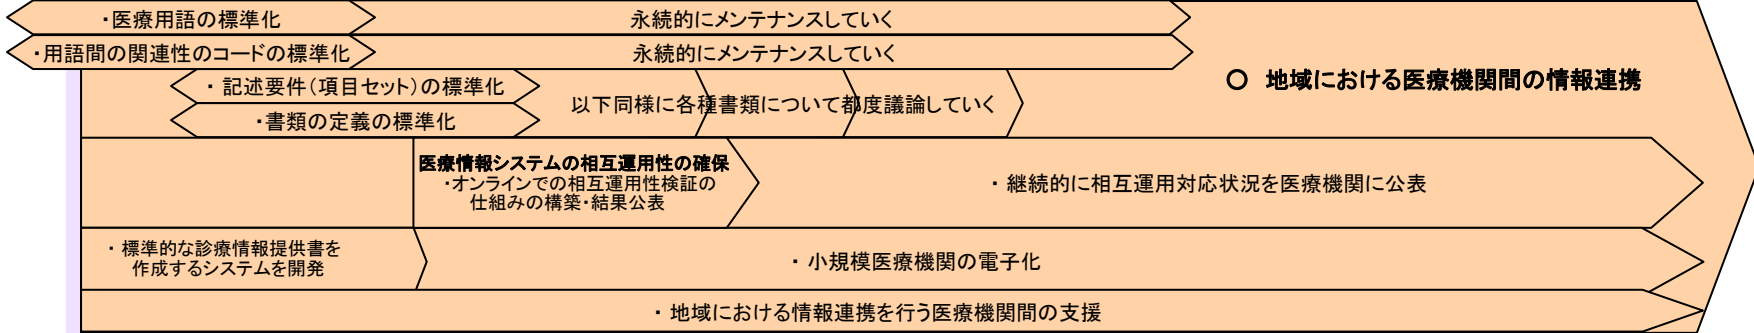 ・医療用語の標準化
永続的にメンテナンスしていく
・用語間の関連性のコードの標準化
永続的にメンテナンスしていく
○ 地域における医療機関間の情報連携
・ 記述要件（項目セット）の標準化
以下同様に各種書類について都度議論していく
・書類の定義の標準化
医療情報システムの相互運用性の確保
・オンラインでの相互運用性検証の
仕組みの構築・結果公表
・ 継続的に相互運用対応状況を医療機関に公表
・ 標準的な診療情報提供書を
作成するシステムを開発
・ 小規模医療機関の電子化
・ 地域における情報連携を行う医療機関間の支援